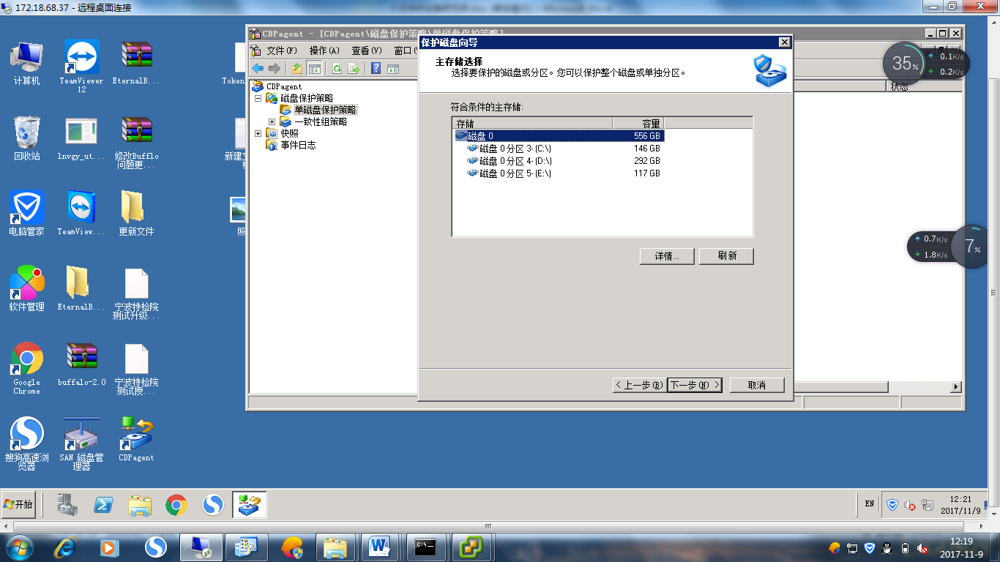 172.18.68.37 - 远程桌面连接
计算机
TeamViewer
12
EternalB...
Token
回收站
lnvgy_ut...
修改Bufflo
问题更...
新建文
电脑管家
TeamView...
更新文件
照
软件管理
EternalB...
宁波特检院
测试升级...
Google
Chrome
buffalo-2.0
宁波特检院
测试授...
搜狗高速浏
览器
SAN 磁盘管
理器
CDPagent
CDPagent - [CDPagent\磁盘保护策略\单磁盘保护策略]
文件(F) 操作(A) 查看(V) 窗口(
CDPagent
磁盘保护策略
单磁盘保护策略
一致性组策略
快照
事件日志
状态
保护磁盘向导
主存储选择
选择要保护的磁盘或分区。您可以保护整个磁盘或单独分区。
符合条件的主存储:
存储 容量
磁盘 0 556 GB
磁盘 0 分区 3- (C:\) 146 GB
磁盘 0 分区 4- (D:\) 292 GB
磁盘 0 分区 5- (E:\) 117 GB
详情... 刷新
< 上一步(B) 下一步(N) > 取消
35%
0.1K/s
0.2K/s
0.7K/s
1.8K/s
7%
开始
EN
12:21
2017/11/9
12:19
2017-11-9